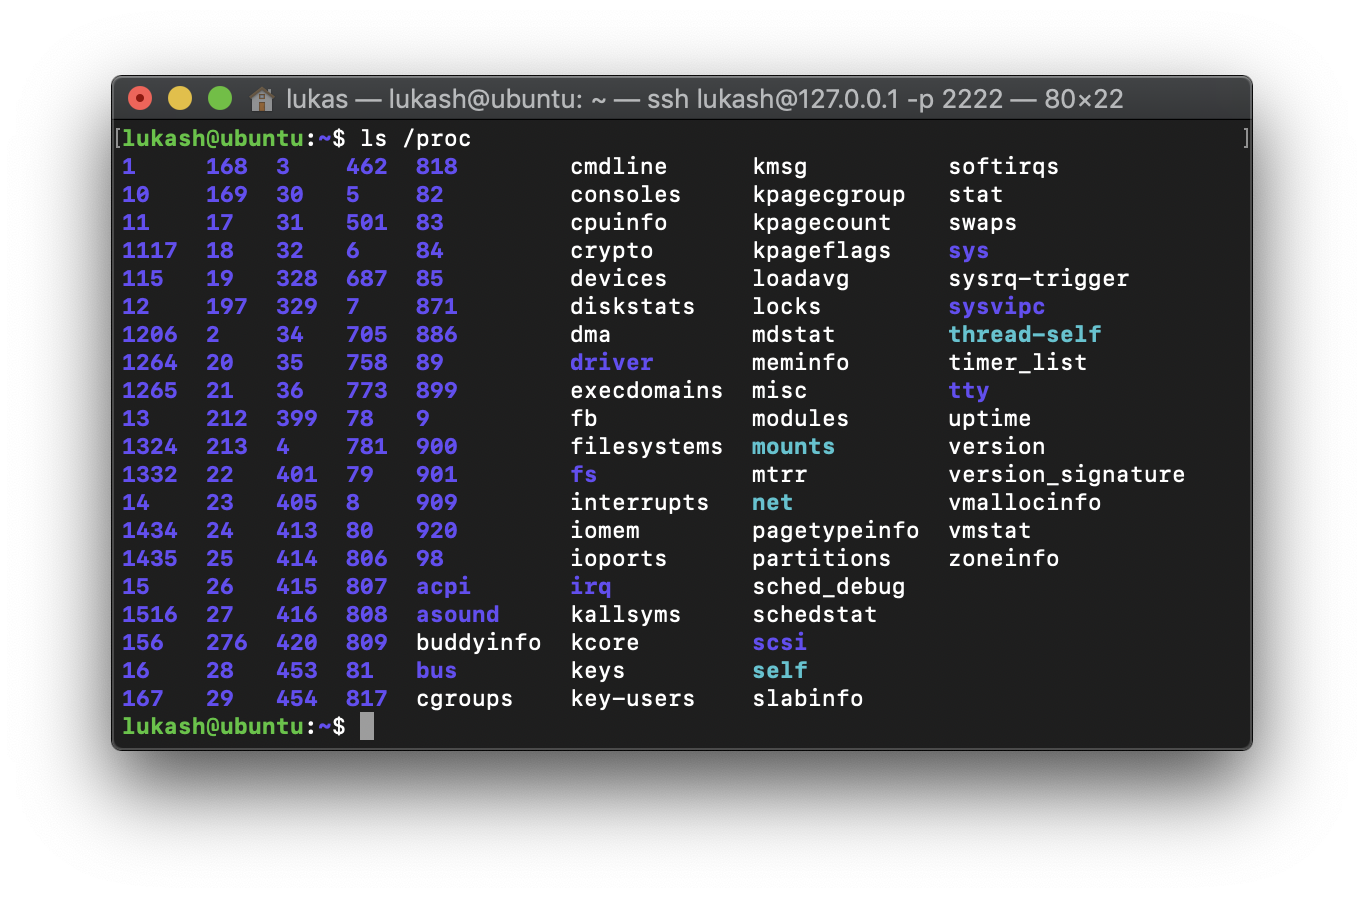 lukas — lukash@ubuntu: ~ — ssh lukash@127.0.0.1 -p 2222 — 80×22
[lukash@ubuntu:~$ ls /proc ]
1 168 3 462 818 cmdline kmsg softirqs
10 169 30 5 82 consoles kpagecgroup stat
11 17 31 501 83 cpuinfo kpagecount swaps
1117 18 32 6 84 crypto kpageflags sys
115 19 328 687 85 devices loadavg sysrq-trigger
12 197 329 7 871 diskstats locks sysvipc
1206 2 34 705 886 dma mdstat thread-self
1264 20 35 758 89 driver meminfo timer_list
1265 21 36 773 899 execdomains misc tty
13 212 399 78 9 fb modules uptime
1324 213 4 781 900 filesystems mounts version
1332 22 401 79 901 fs mtrr version_signature
14 23 405 8 909 interrupts net vmallocinfo
1434 24 413 80 920 iomem pagetypeinfo vmstat
1435 25 414 806 98 ioports partitions zoneinfo
15 26 415 807 acpi irq sched_debug
1516 27 416 808 asound kallsyms schedstat
156 276 420 809 buddyinfo kcore scsi
16 28 453 81 bus keys self
167 29 454 817 cgroups key-users slabinfo
lukash@ubuntu:~$